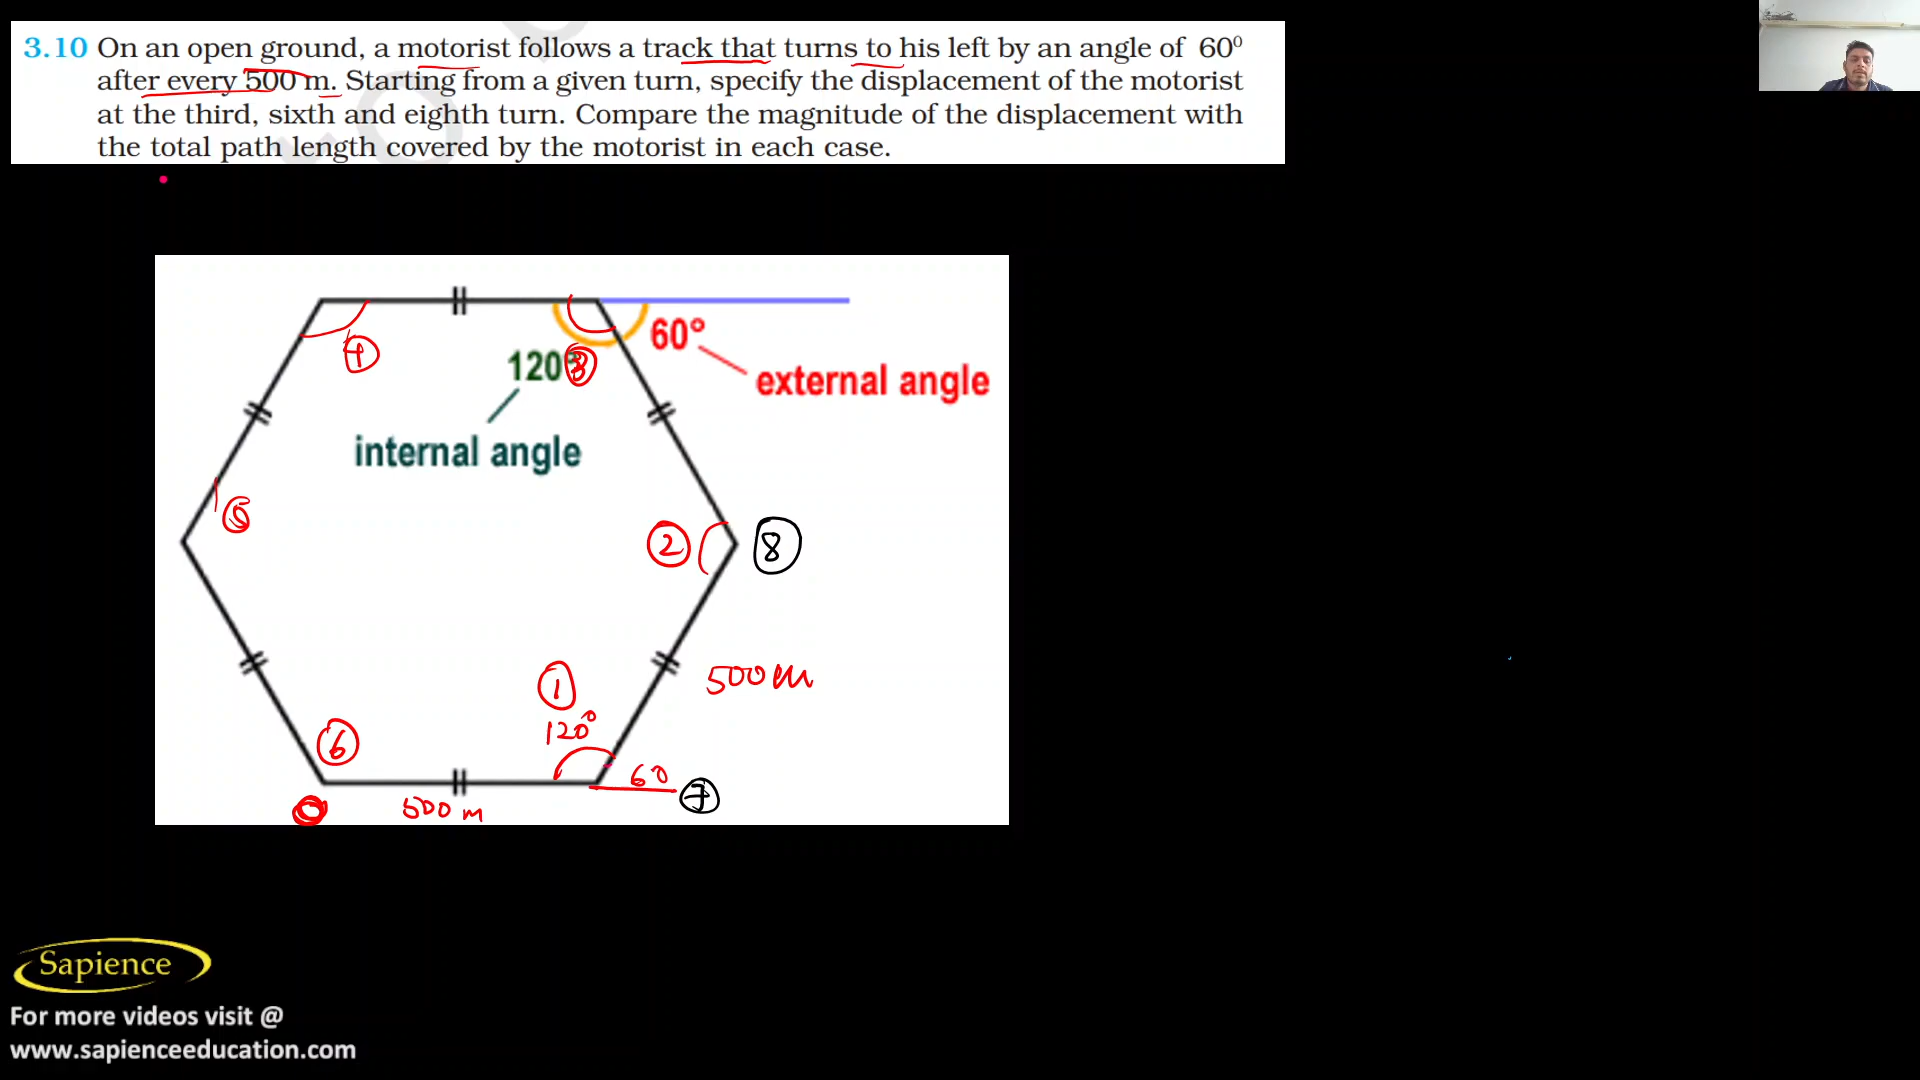 3.10 On an open ground, a motorist follows a track that turns to his left by an angle of 60⁰
after every 500 m. Starting from a given turn, specify the displacement of the motorist
at the third, sixth and eighth turn. Compare the magnitude of the displacement with
the total path length covered by the motorist in each case.
60°
4
120° 3
external angle
internal angle
5
2
8
1
500 m
120°
6
60
7
500 m
Sapience
For more videos visit @
www.sapienceeducation.com